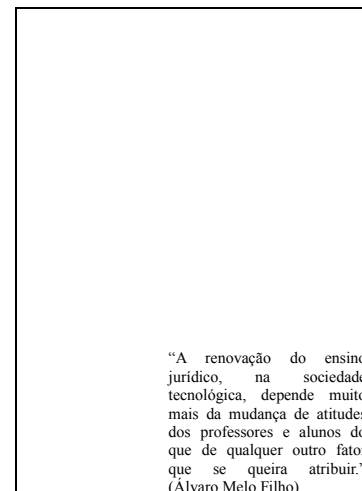 “A renovação do ensino
jurídico, na sociedade
tecnológica, depende muito
mais da mudança de atitudes
dos professores e alunos do
que de qualquer outro fator
que se queira atribuir.”
(Álvaro Melo Filho)